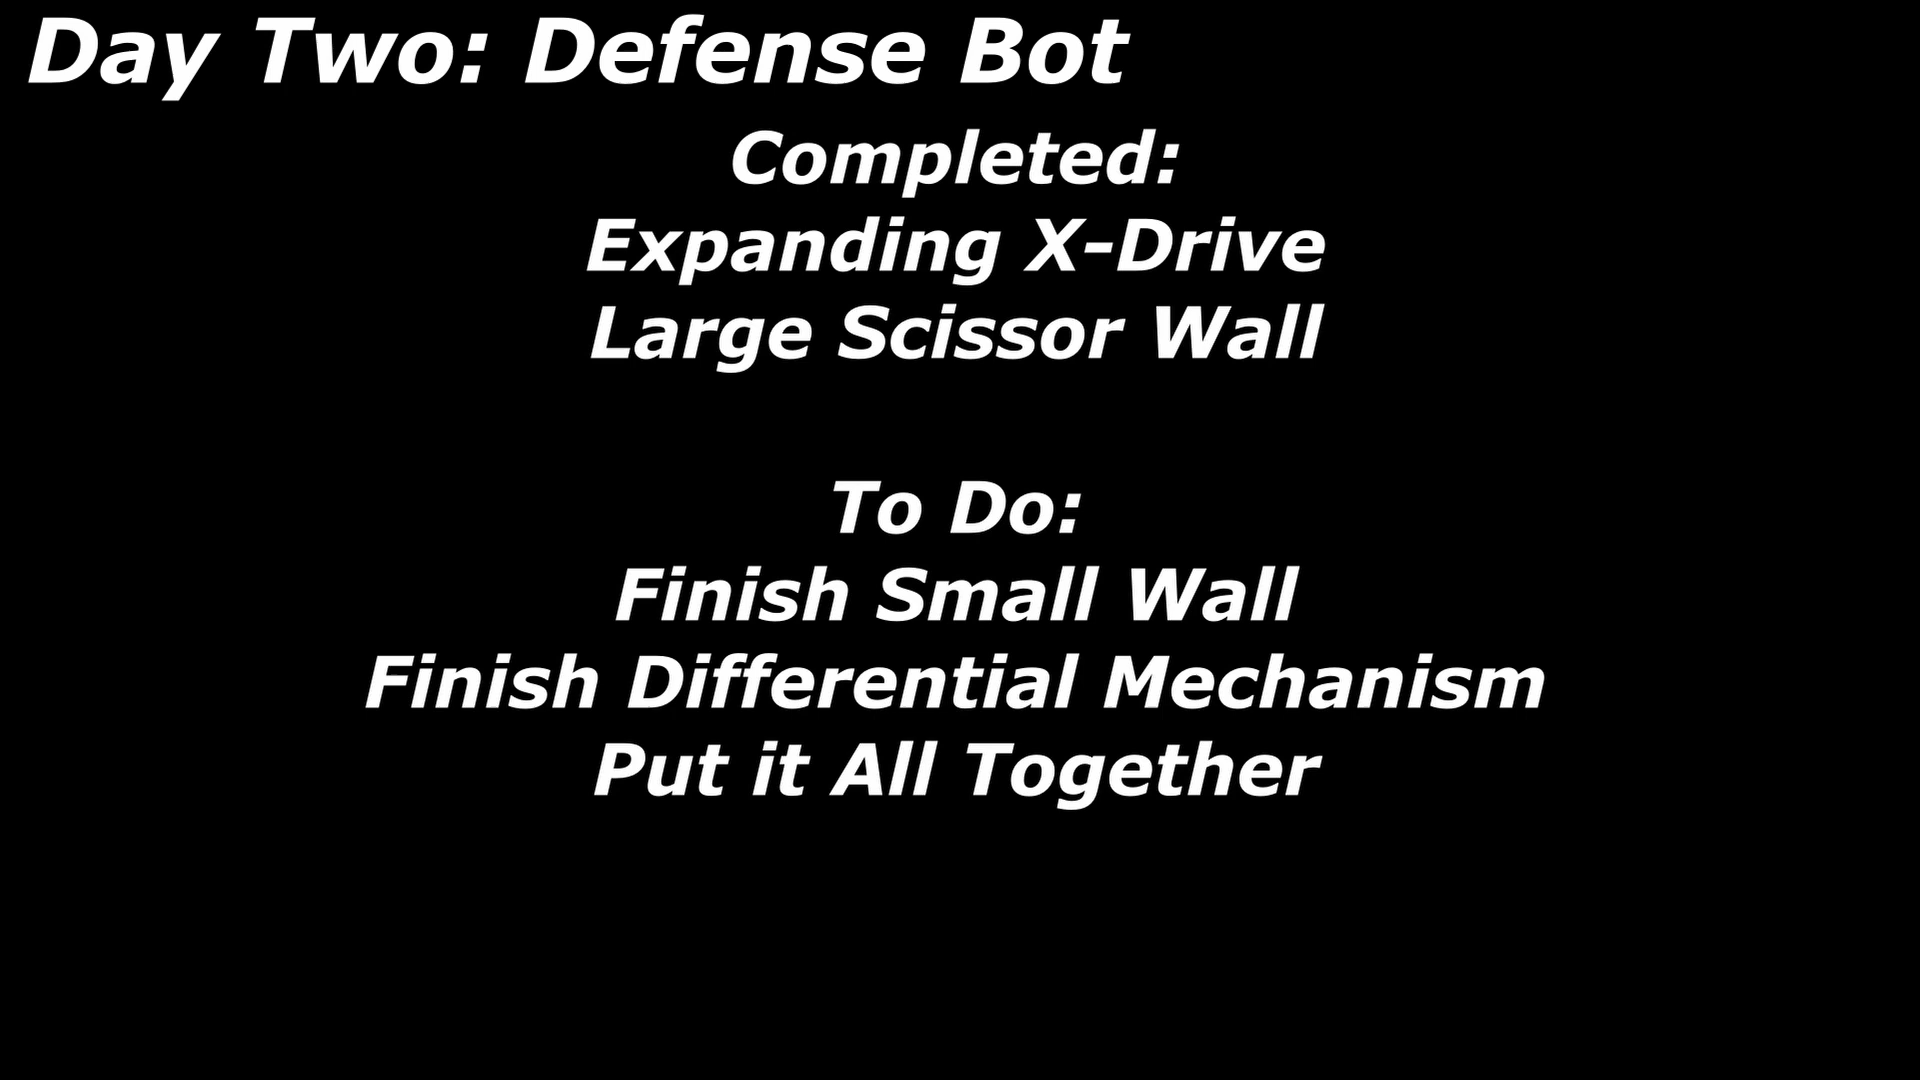 Day Two: Defense Bot
Completed:
Expanding X-Drive
Large Scissor Wall
To Do:
Finish Small Wall
Finish Differential Mechanism
Put it All Together